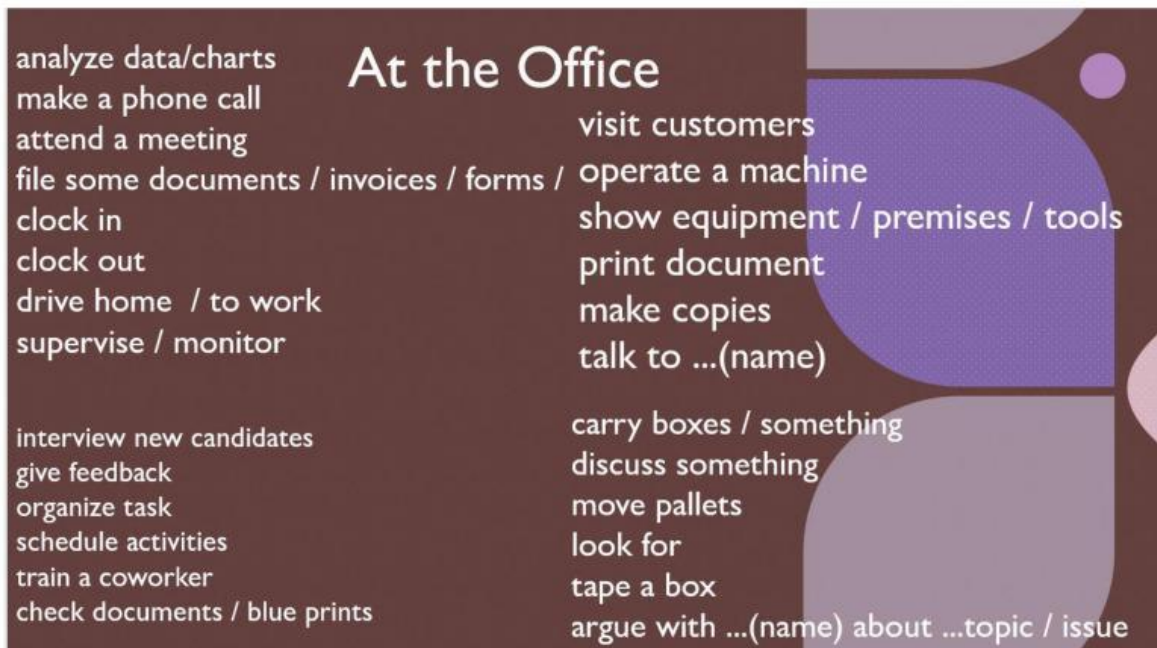 At the Office
analyze data/charts
make a phone call
attend a meeting
file some documents / invoices / forms /
clock in
clock out
drive home / to work
supervise / monitor
interview new candidates
give feedback
organize task
schedule activities
train a coworker
check documents / blue prints
visit customers
operate a machine
show equipment / premises / tools
print document
make copies
talk to ...(name)
carry boxes / something
discuss something
move pallets
look for
tape a box
argue with ...(name) about ...topic / issue